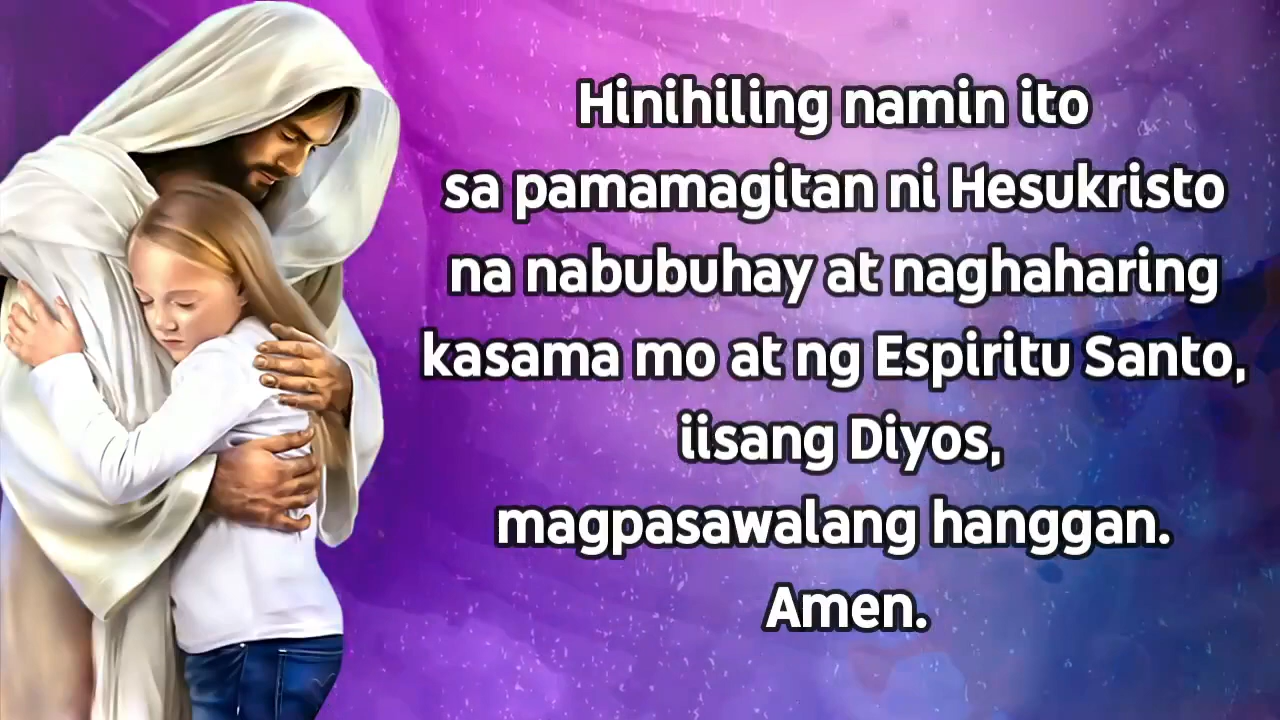 Hinihiling namin ito
sa pamamagitan ni Hesukristo
na nabubuhay at naghaharing
kasama mo at ng Espiritu Santo,
iisang Diyos,
magpasawalang hanggan.
Amen.